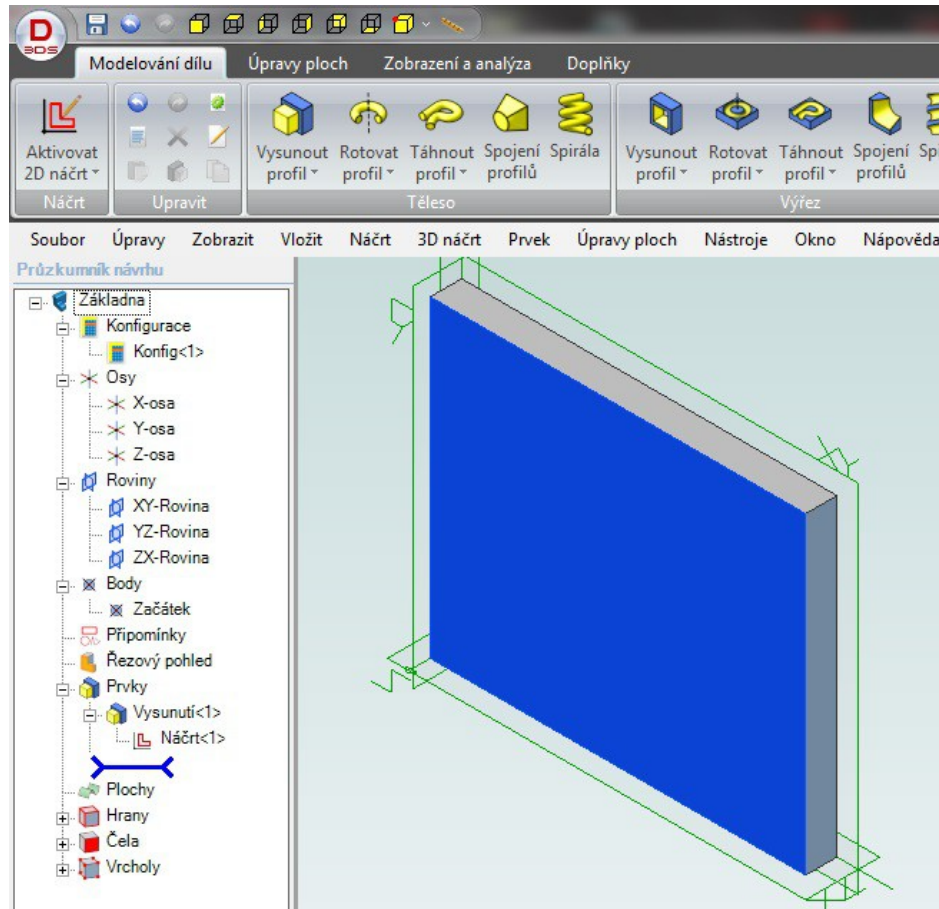 D
3DS
Modelování dílu Úpravy ploch Zobrazení a analýza Doplňky
Aktivovat Vysunout Rotovat Táhnout Spojení Spirála Vysunout Rotovat Táhnout Spojení Sp
2D náčrt profil profil profil profilů profil profil profil profilů
Náčrt Upravit Těleso Výřez
Soubor Úpravy Zobrazit Vložit Náčrt 3D náčrt Prvek Úpravy ploch Nástroje Okno Nápověda
Průzkumník návrhu
Základna
Konfigurace
Konfig<1>
Osy
X-osa
Y-osa
Z-osa
Roviny
XY-Rovina
YZ-Rovina
ZX-Rovina
Body
Začátek
Připomínky
Řezový pohled
Prvky
Vysunutí<1>
Náčrt<1>
Plochy
Hrany
Čela
Vrcholy